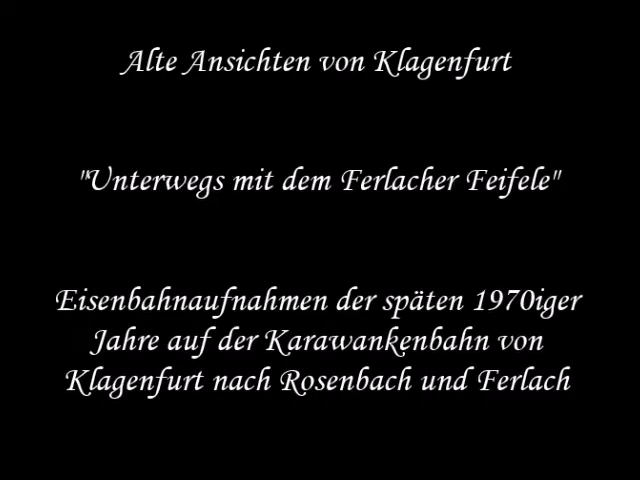 Alte Ansichten von Klagenfurt
"Unterwegs mit dem Ferlacher Feifele"
Eisenbahnaufnahmen der späten 1970iger
Jahre auf der Karawankenbahn von
Klagenfurt nach Rosenbach und Ferlach